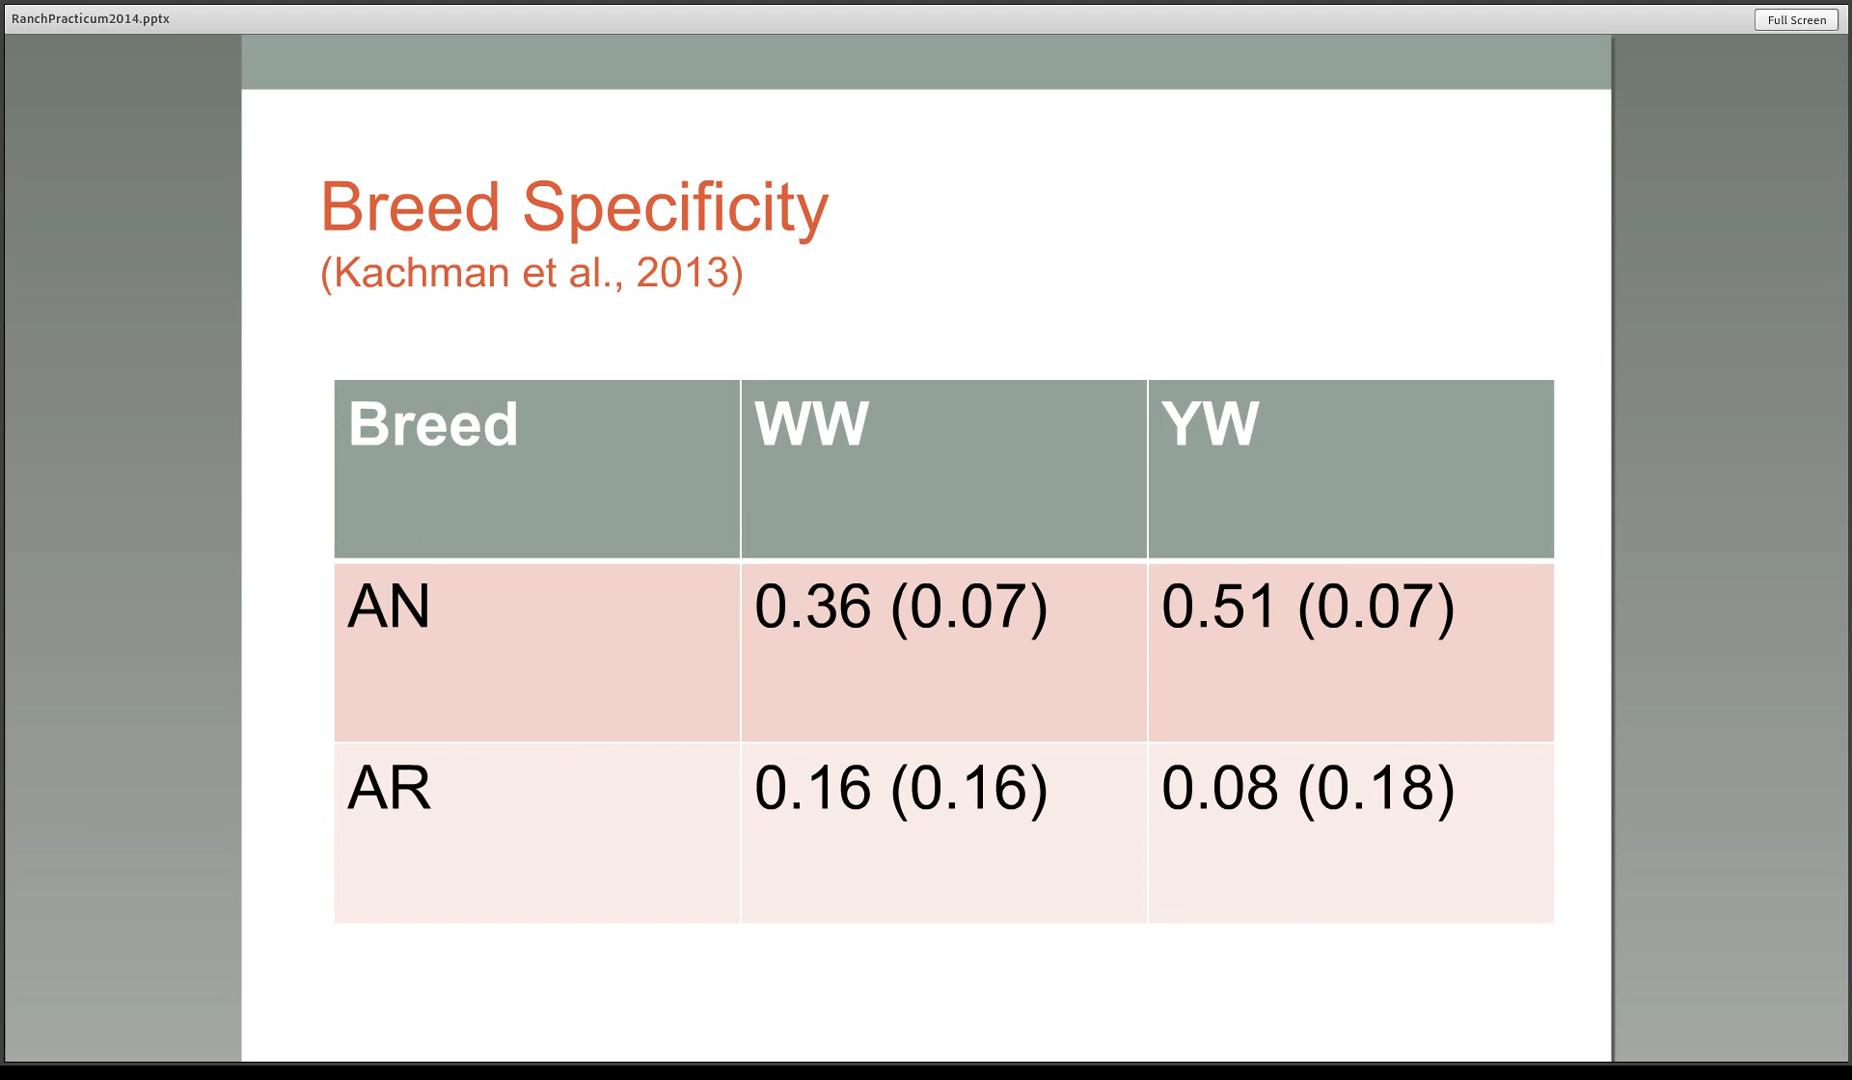 RanchPracticum2014.pptx
Full Screen
Breed Specificity
(Kachman et al., 2013)
Breed WW YW
AN 0.36 (0.07) 0.51 (0.07)
AR 0.16 (0.16) 0.08 (0.18)